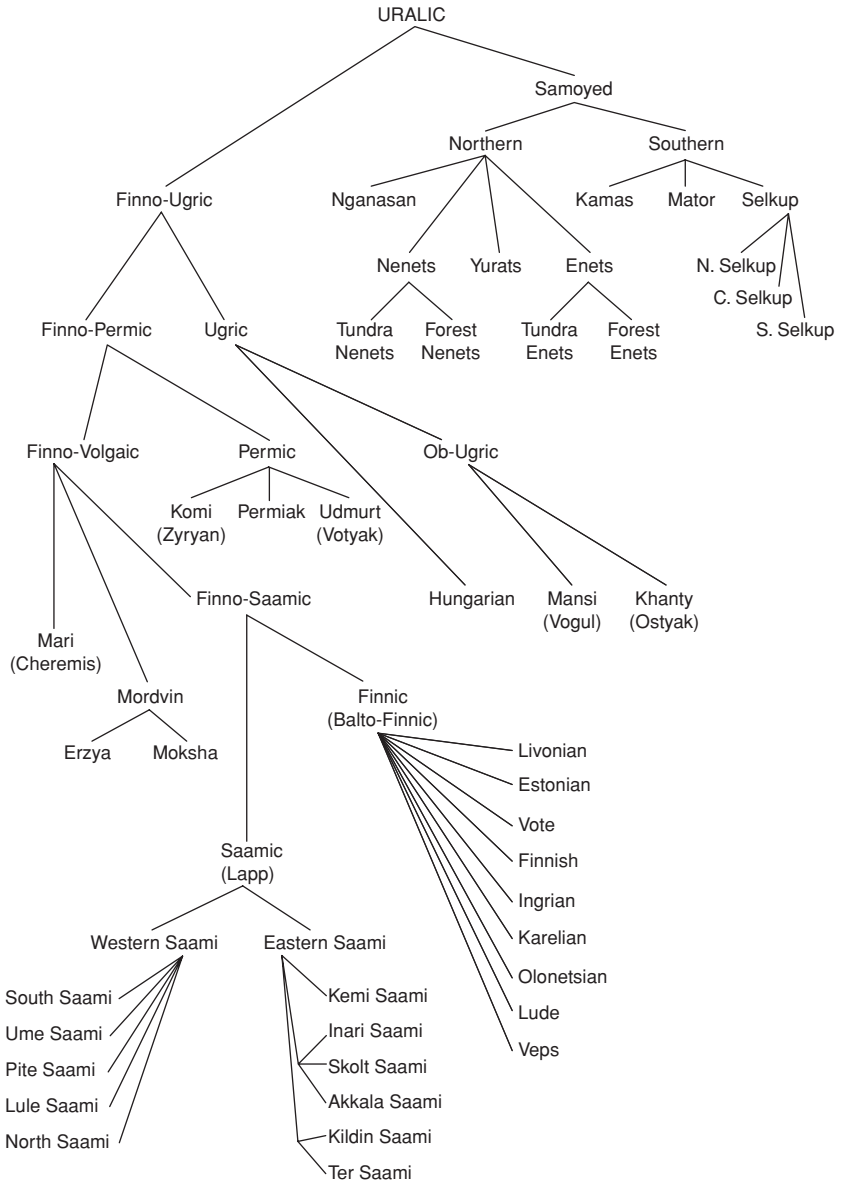 URALIC
Samoyed
Northern
Southern
Finno-Ugric
Nganasan
Kamas
Mator
Selkup
Nenets
Yurats
Enets
N. Selkup
C. Selkup
S. Selkup
Finno-Permic
Ugric
Tundra
Nenets
Forest
Nenets
Tundra
Enets
Forest
Enets
Finno-Volgaic
Permic
Ob-Ugric
Komi
(Zyryan)
Permiak
Udmurt
(Votyak)
Finno-Saamic
Hungarian
Mansi
(Vogul)
Khanty
(Ostyak)
Mari
(Cheremis)
Mordvin
Finnic
(Balto-Finnic)
Erzya
Moksha
Livonian
Estonian
Vote
Finnish
Ingrian
Karelian
Olonetsian
Lude
Veps
Saamic
(Lapp)
Western Saami
Eastern Saami
South Saami
Ume Saami
Pite Saami
Lule Saami
North Saami
Kemi Saami
Inari Saami
Skolt Saami
Akkala Saami
Kildin Saami
Ter Saami